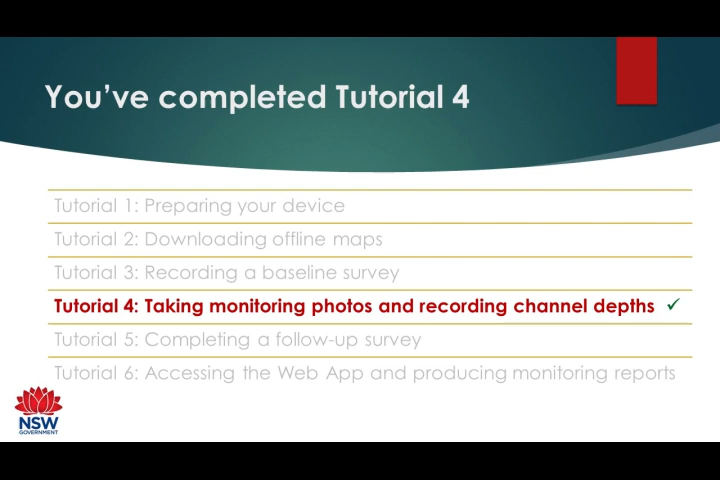 You've completed Tutorial 4
Tutorial 1: Preparing your device
Tutorial 2: Downloading offline maps
Tutorial 3: Recording a baseline survey
Tutorial 4: Taking monitoring photos and recording channel depths ✓
Tutorial 5: Completing a follow-up survey
Tutorial 6: Accessing the Web App and producing monitoring reports
NSW
GOVERNMENT